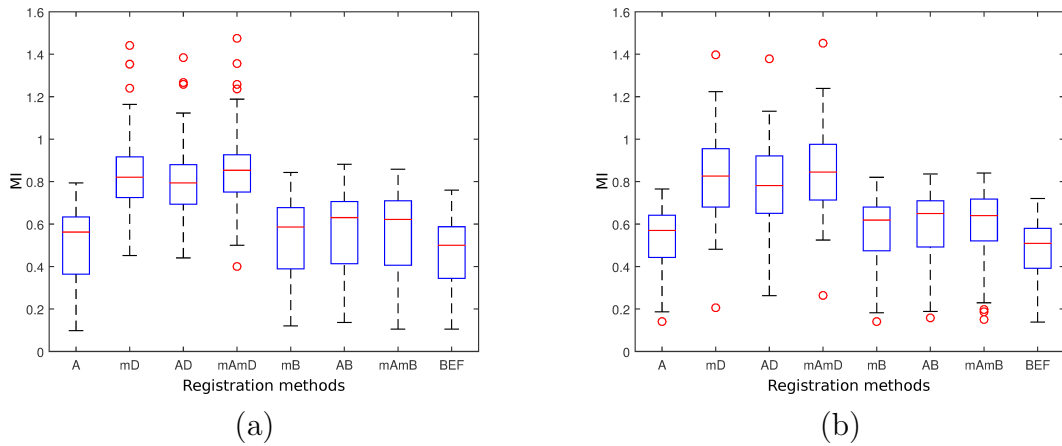 1.6
1.4
1.2
1
0.8
0.6
0.4
0.2
0
MI
A mD AD mAmD mB AB mAmB BEF
Registration methods
(a)
1.6
1.4
1.2
1
0.8
0.6
0.4
0.2
0
MI
A mD AD mAmD mB AB mAmB BEF
Registration methods
(b)